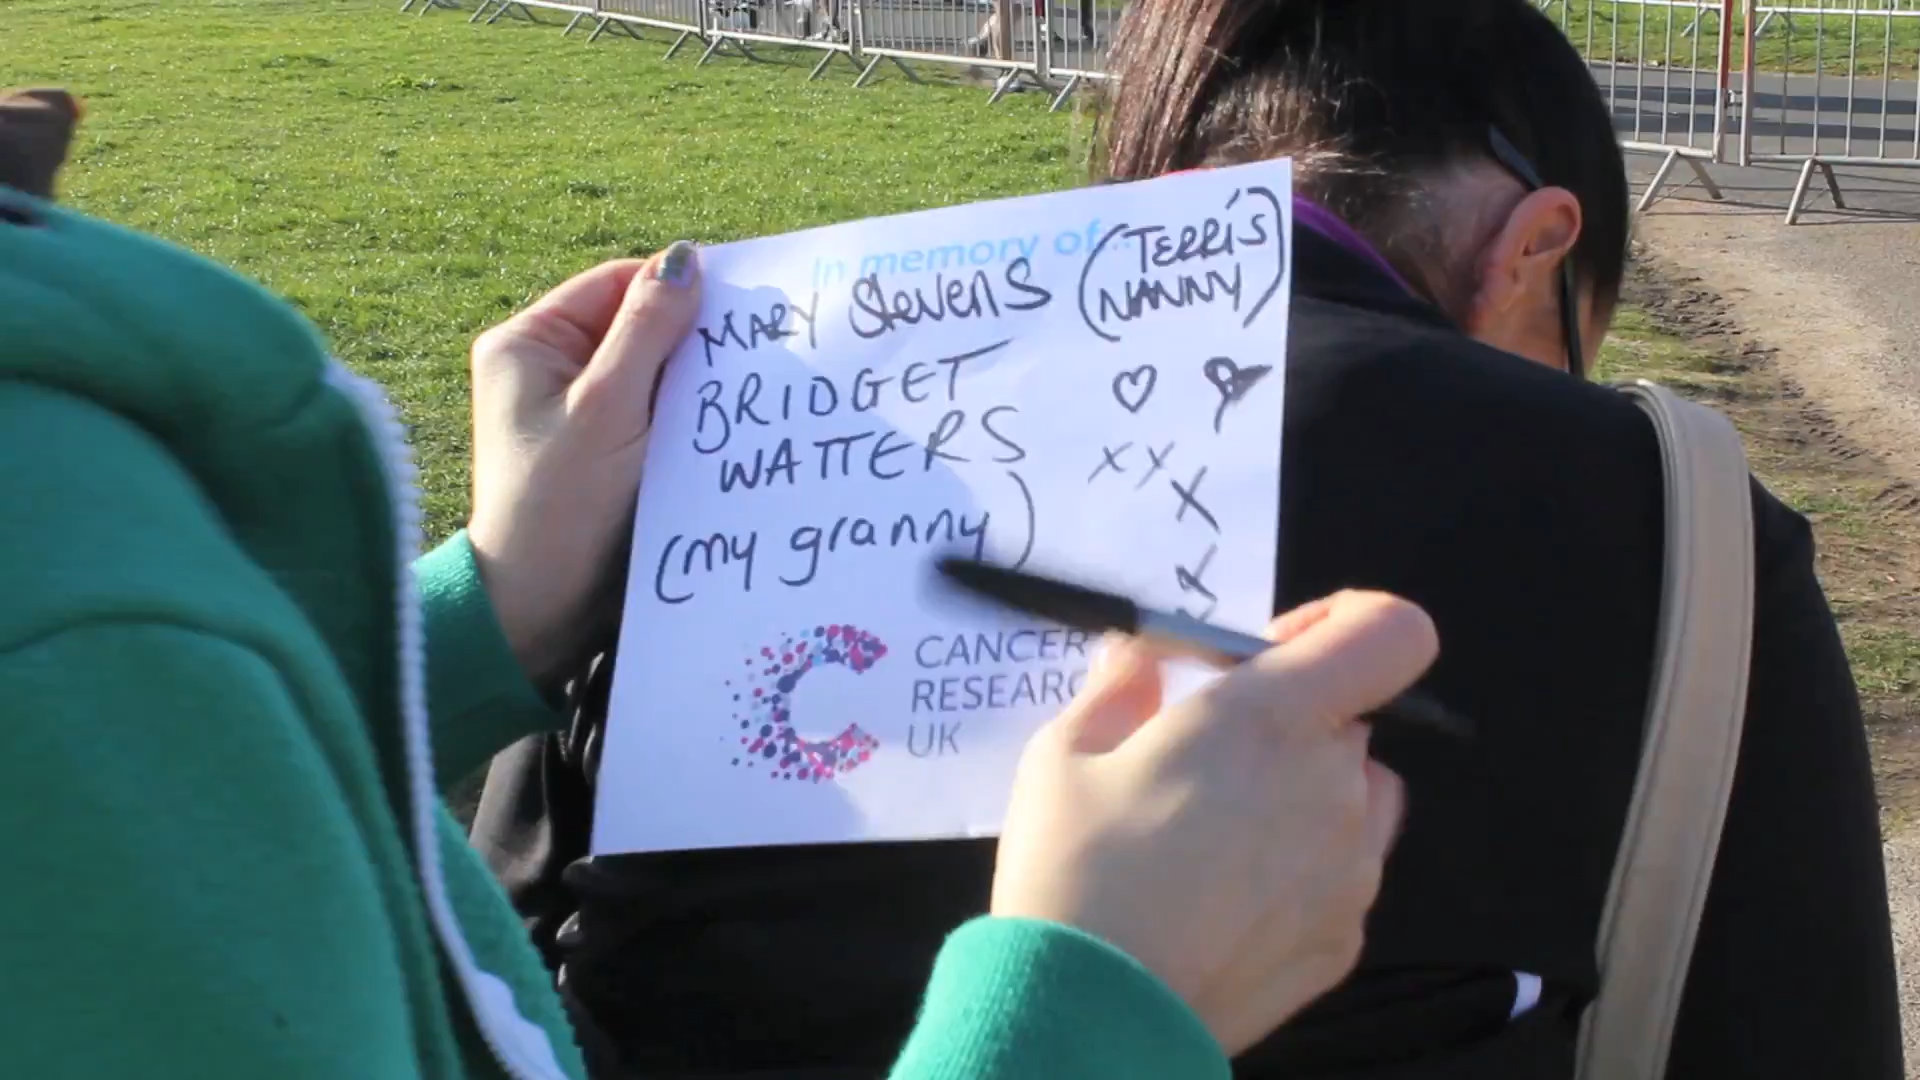 In memory of...
MARY Stevens (TERRI'S NANNY)
BRIDGET
WATTERS
(my granny)
x x x x
CANCER
RESEARC
UK